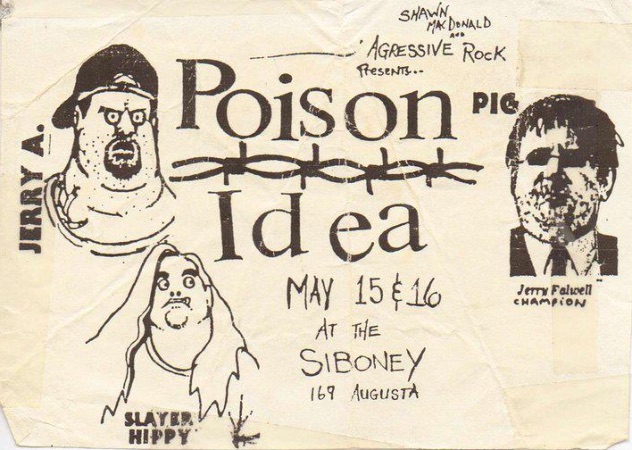 SHAWN
MACDONALD
AND
AGRESSIVE ROCK
PRESENTS...
Poison
Idea
PIG
JERRY A.
Jerry Falwell
CHAMPION
MAY 15 & 16
AT THE
SIBONEY
169 AUGUSTA
SLAYER
HIPPY